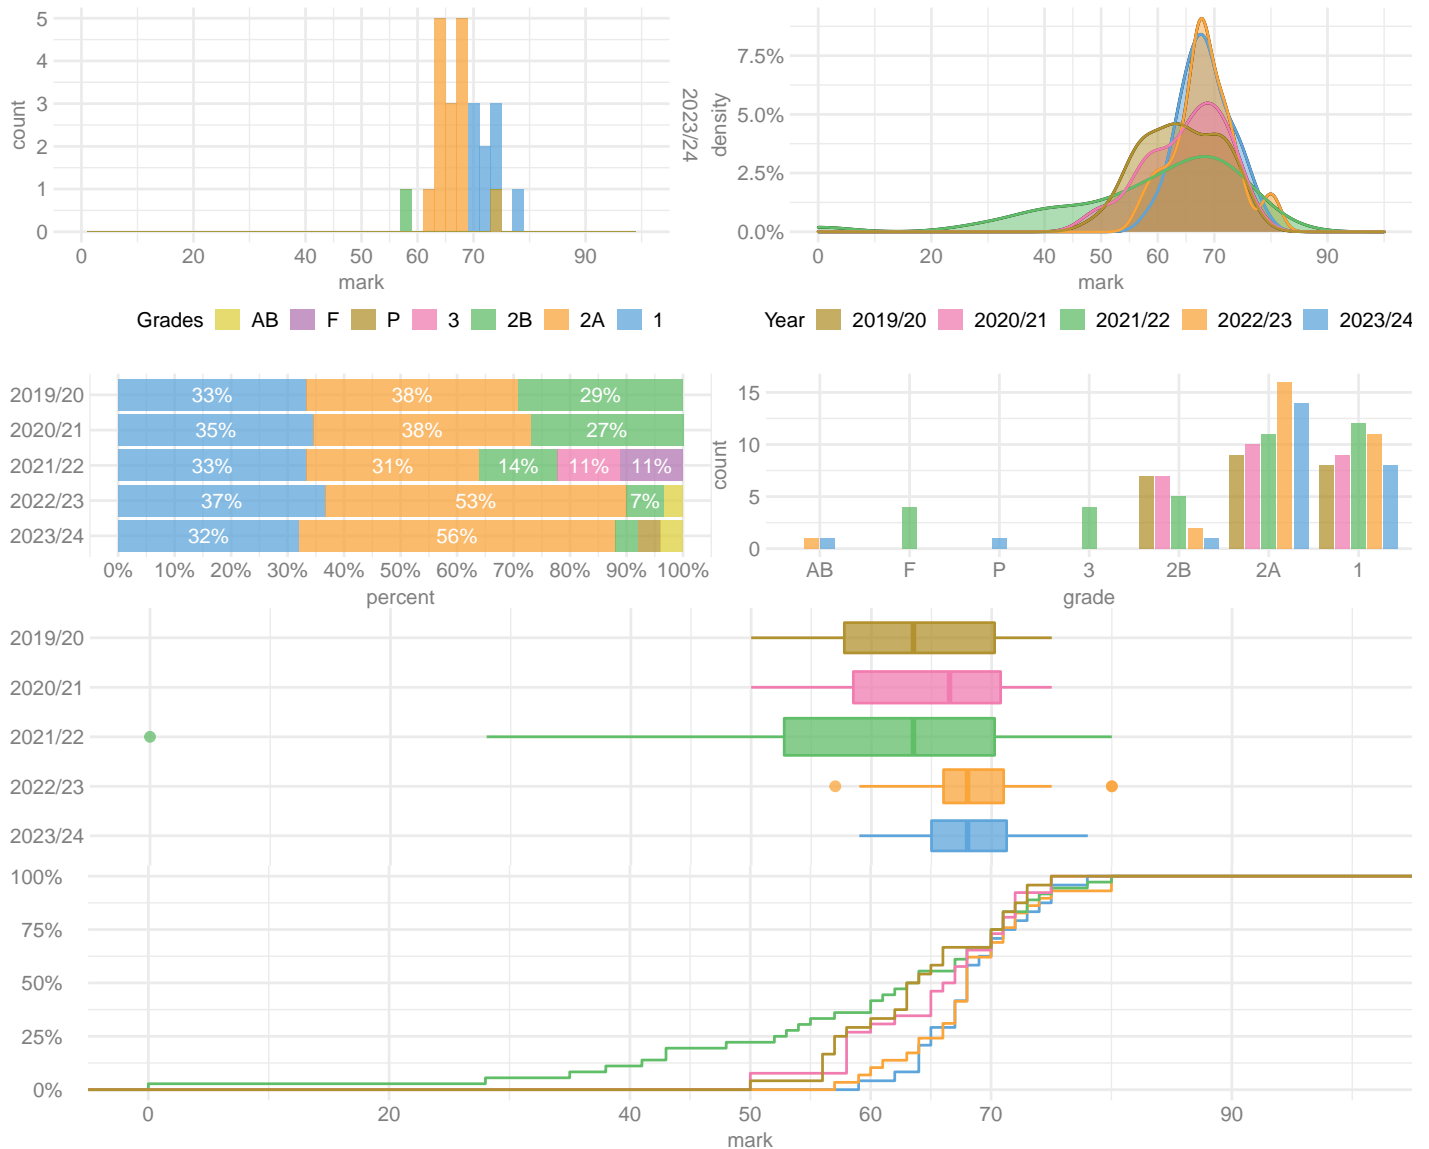 5
4
3
2
1
0
count
0 20 40 50 60 70 90
mark
2023/24
Grades AB F P 3 2B 2A 1
7.5%
5.0%
2.5%
0.0%
density
0 20 40 50 60 70 90
mark
Year 2019/20 2020/21 2021/22 2022/23 2023/24
2019/20 33% 38% 29%
2020/21 35% 38% 27%
2021/22 33% 31% 14% 11% 11%
2022/23 37% 53% 7%
2023/24 32% 56%
0% 10% 20% 30% 40% 50% 60% 70% 80% 90% 100%
percent
15
10
5
0
count
AB F P 3 2B 2A 1
grade
2019/20
2020/21
2021/22
2022/23
2023/24
100%
75%
50%
25%
0%
0 20 40 50 60 70 90
mark